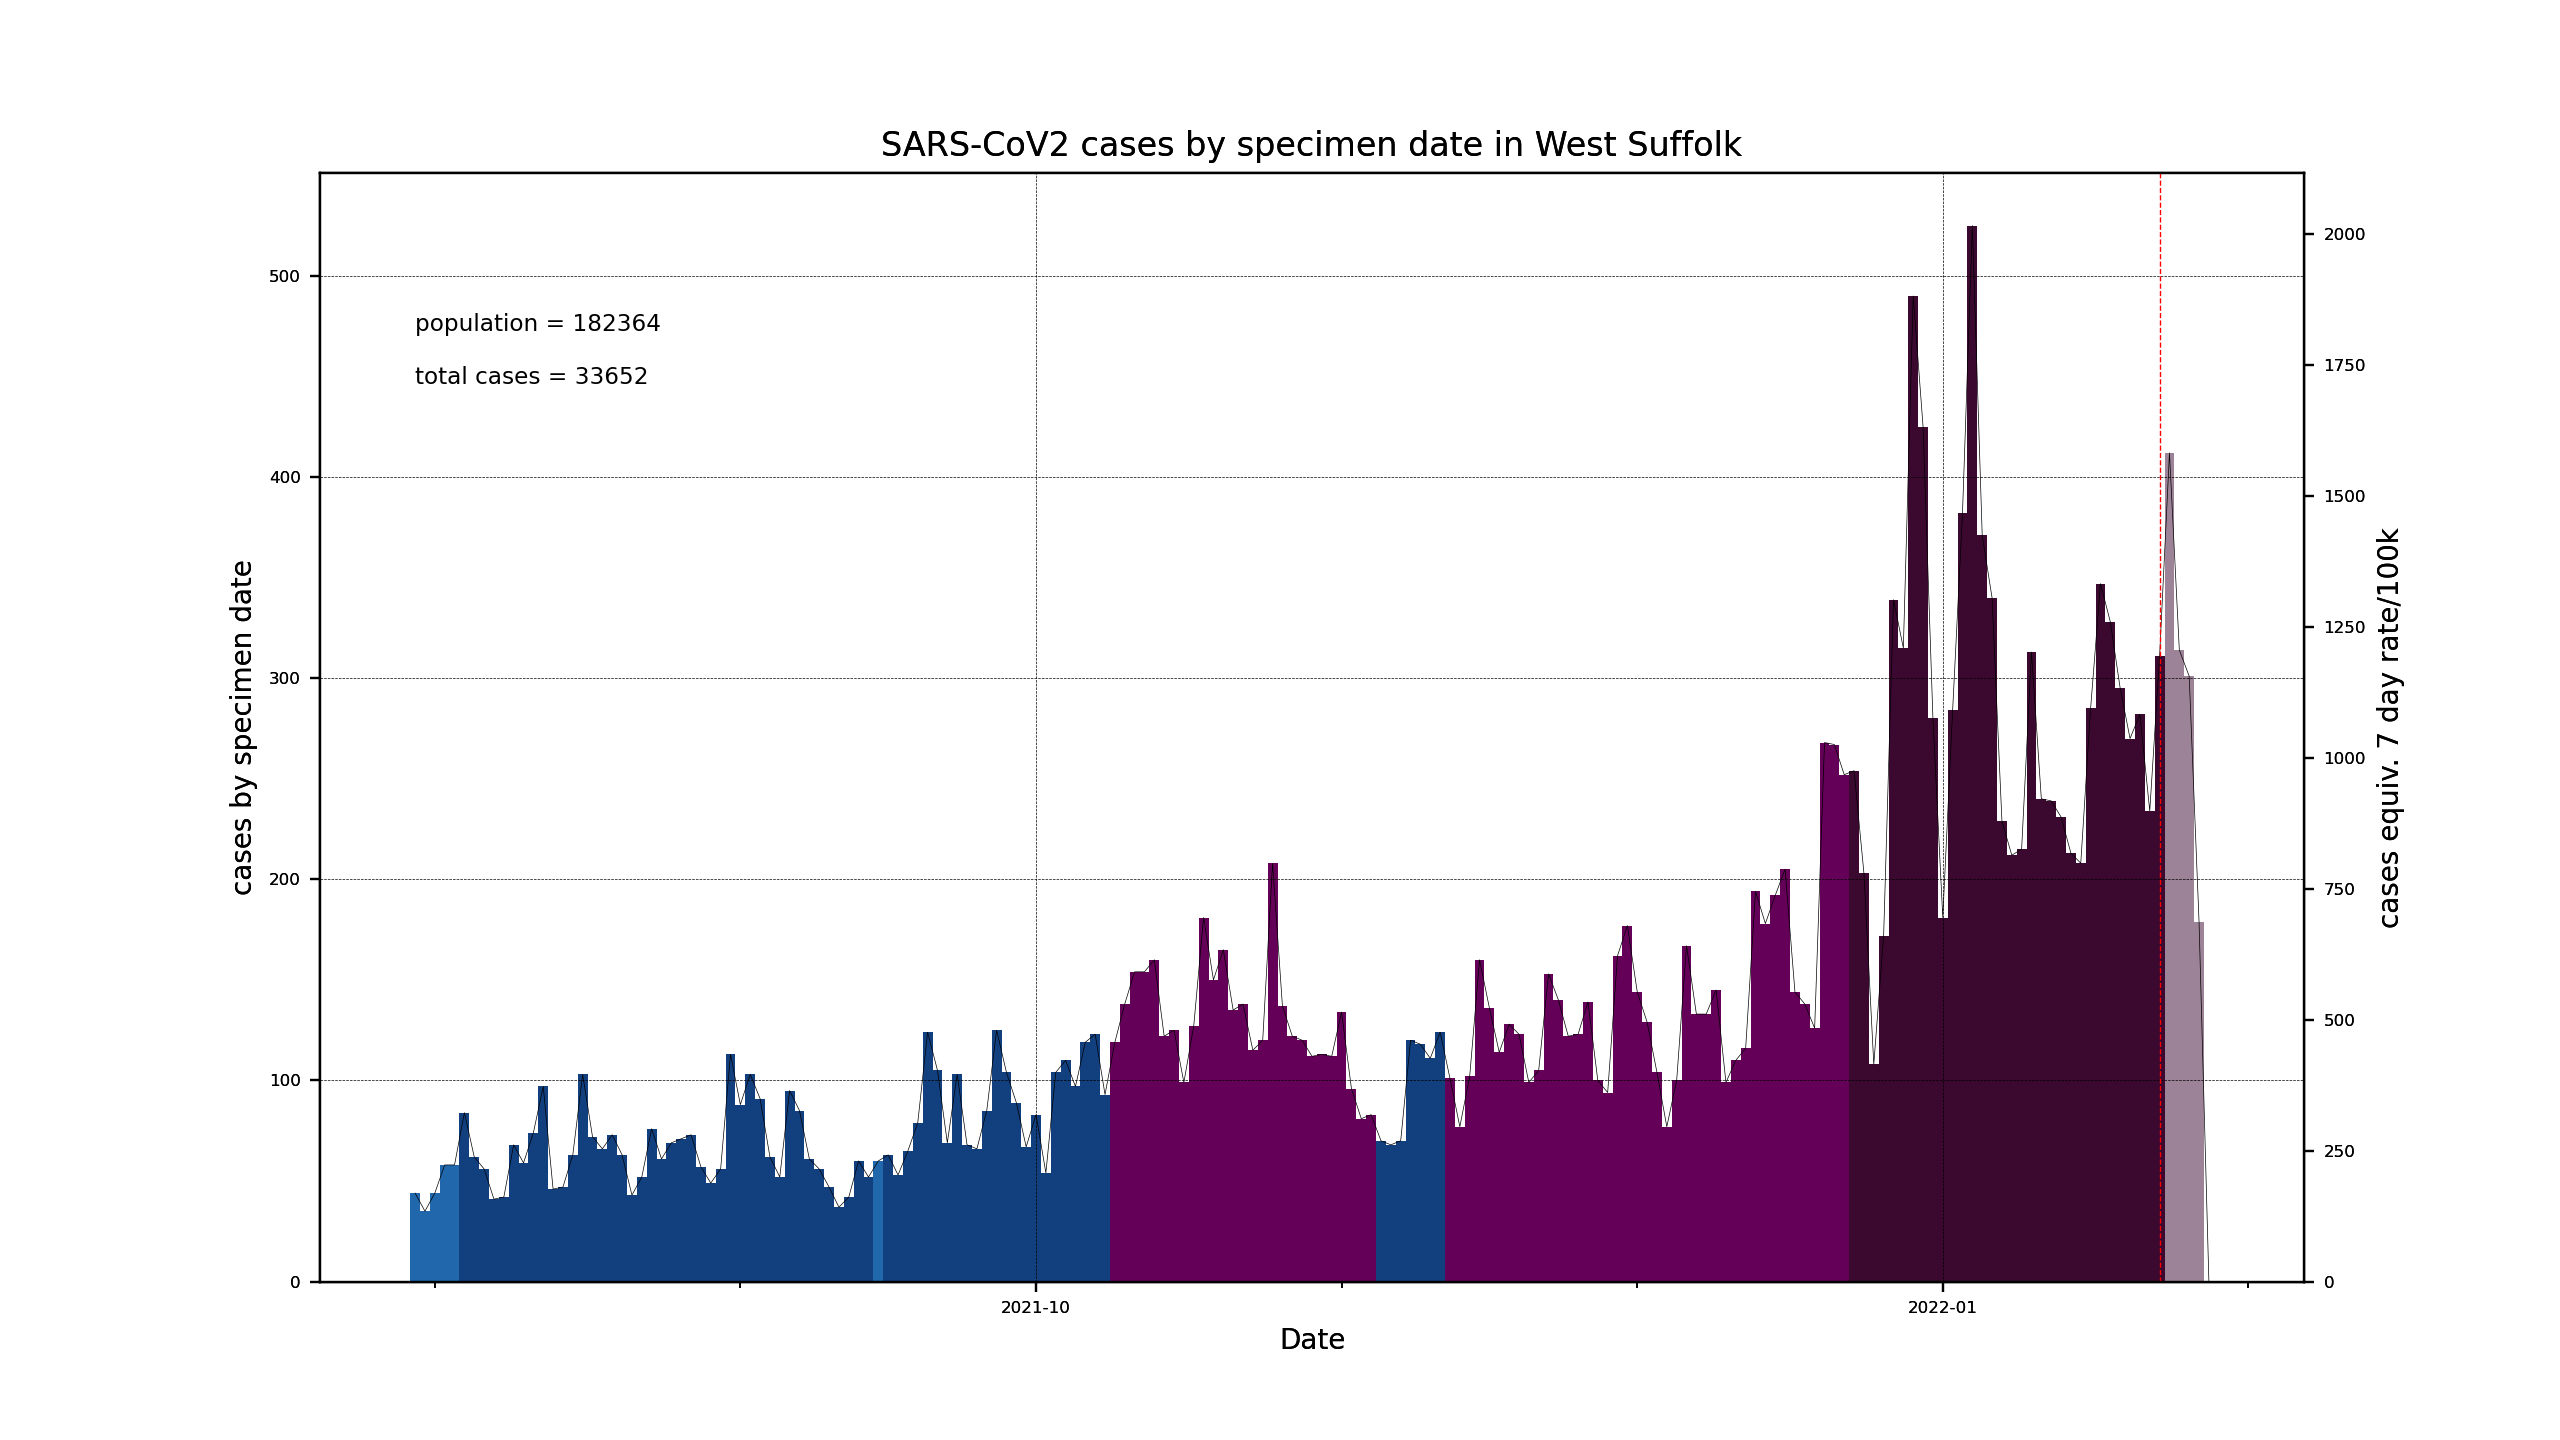 SARS-CoV2 cases by specimen date in West Suffolk
population = 182364
total cases = 33652
cases by specimen date
500
400
300
200
100
0
2000
1750
1500
1250
1000
750
500
250
0
cases equiv. 7 day rate/100k
2021-10
2022-01
Date